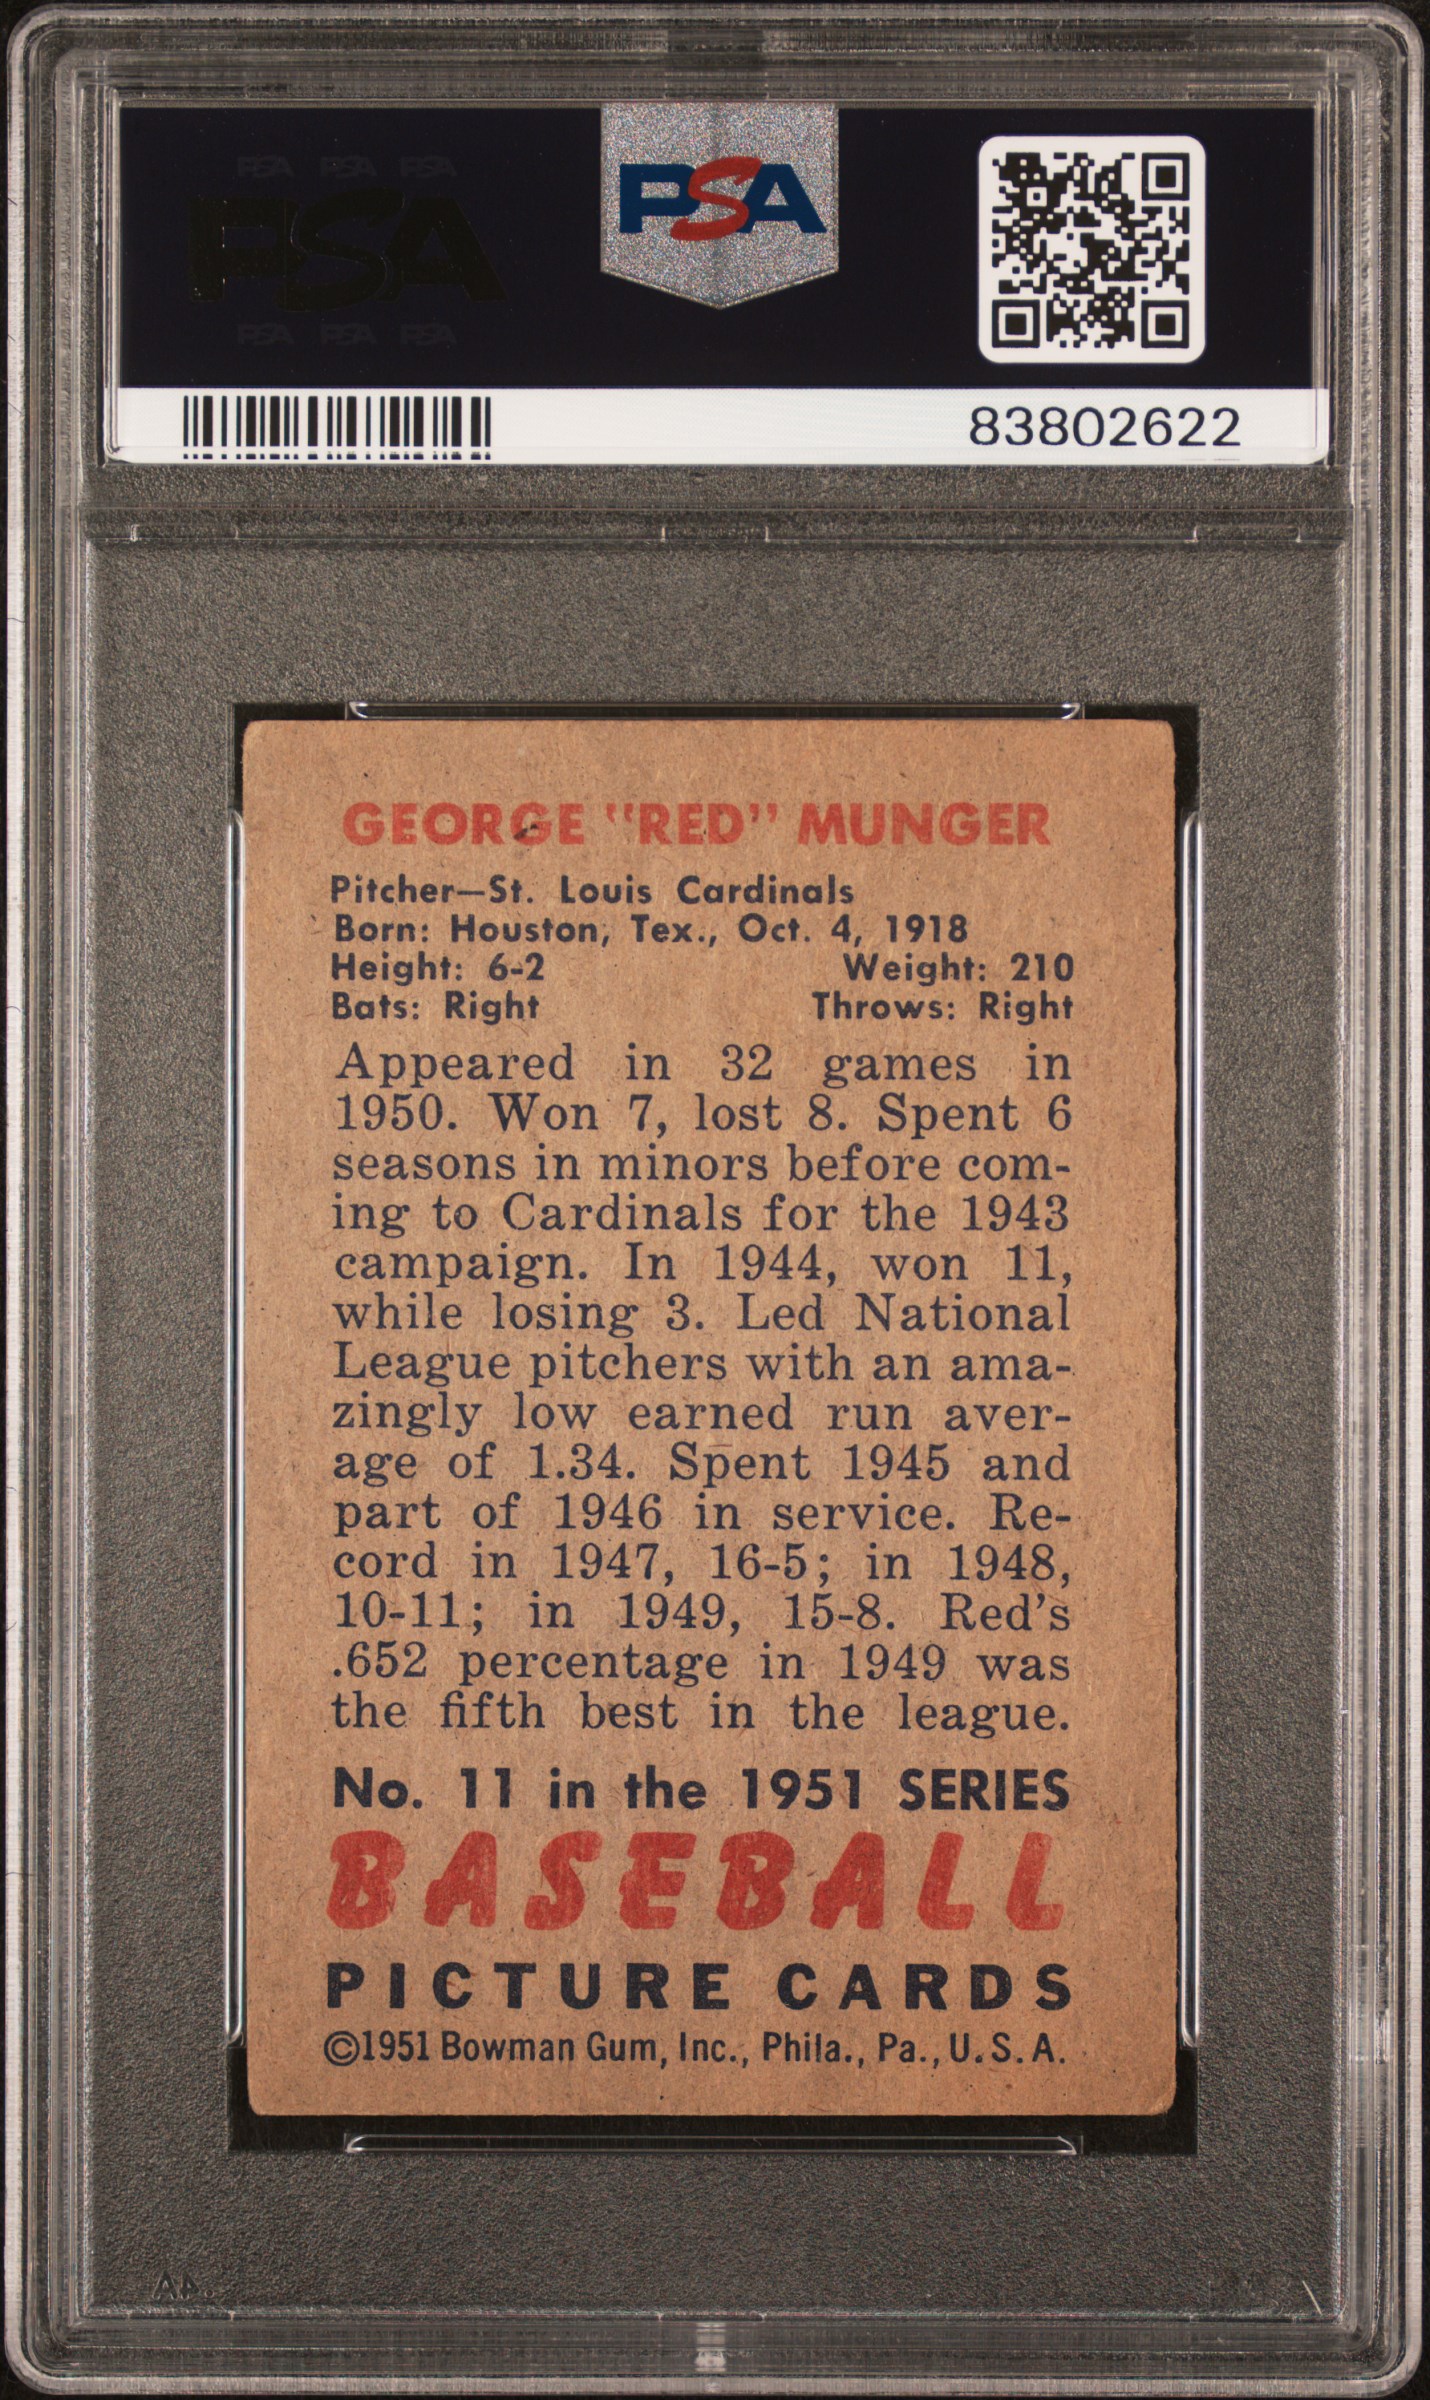 PSA PSA PSA
PSA
PSA PSA PSA
PSA
83802622
GEORGE "RED" MUNGER
Pitcher—St. Louis Cardinals
Born: Houston, Tex., Oct. 4, 1918
Height: 6-2 Weight: 210
Bats: Right Throws: Right
Appeared in 32 games in
1950. Won 7, lost 8. Spent 6
seasons in minors before com-
ing to Cardinals for the 1943
campaign. In 1944, won 11,
while losing 3. Led National
League pitchers with an ama-
zingly low earned run aver-
age of 1.34. Spent 1945 and
part of 1946 in service. Re-
cord in 1947, 16-5; in 1948,
10-11; in 1949, 15-8. Red's
.652 percentage in 1949 was
the fifth best in the league.
No. 11 in the 1951 SERIES
BASEBALL
PICTURE CARDS
©1951 Bowman Gum, Inc., Phila., Pa., U.S.A.